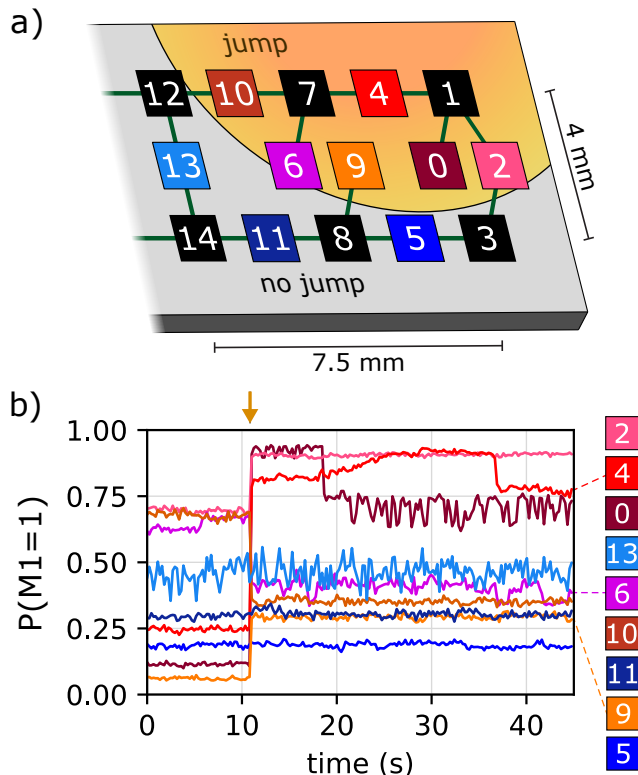 a)
jump
12 10 7 4 1
13 6 9 0 2
14 11 8 5 3
4 mm
no jump
7.5 mm
b)
1.00
0.75
0.50
0.25
0.00
P(M1=1)
0 10 20 30 40
time (s)
2
4
0
13
6
10
11
9
5